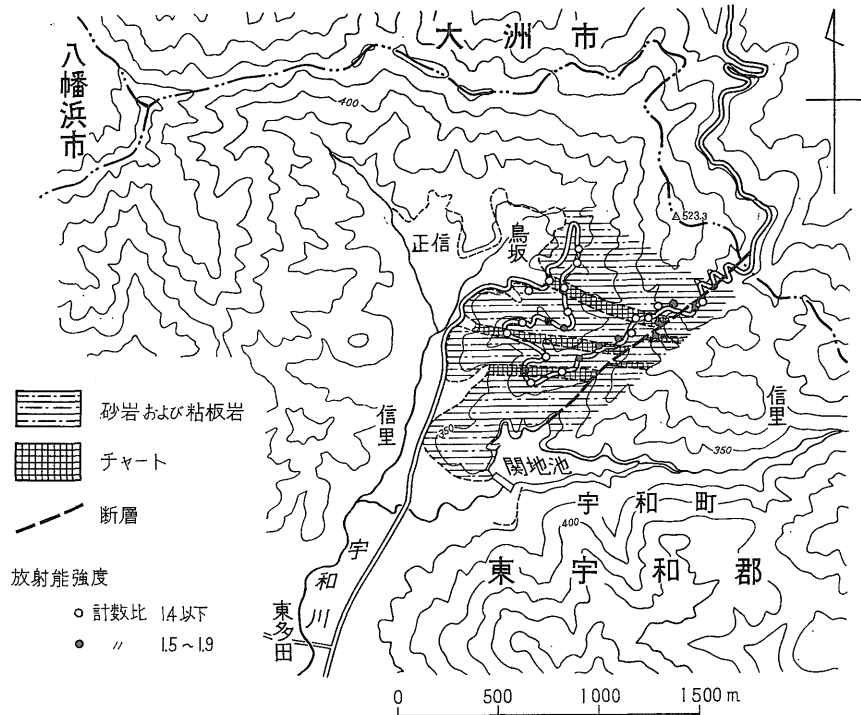 大洲市
八幡浜市
400
△523.3
正信
鳥坂
信里
350
信里
350
関地池
宇和町
400
東宇和郡
宇和川
東多田
砂岩および粘板岩
チャート
断層
放射能強度
計数比 1.4以下
〃 1.5~1.9
0 500 1000 1500m